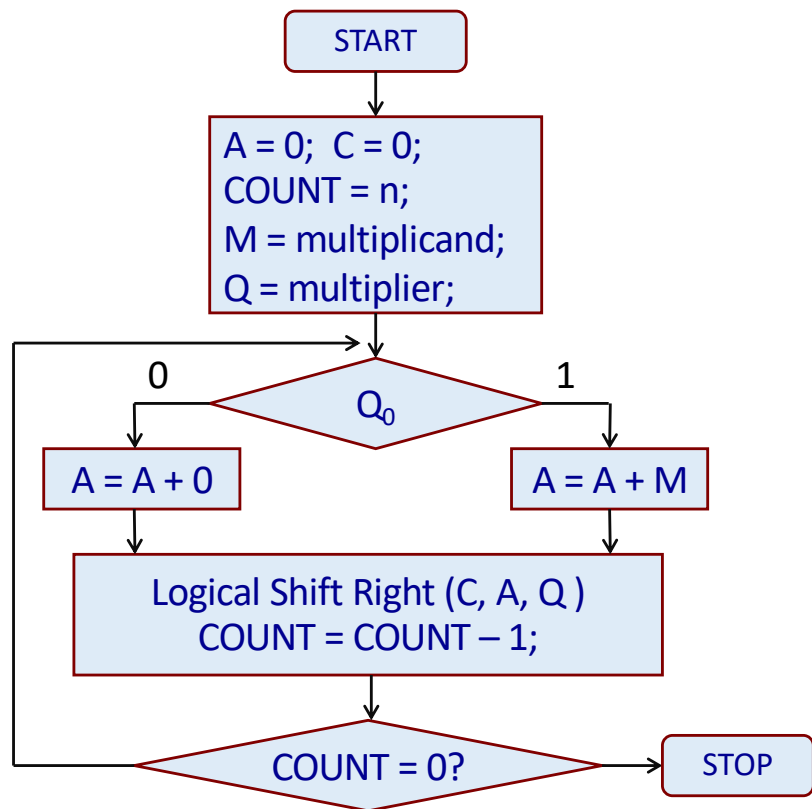 START
A = 0; C = 0;
COUNT = n;
M = multiplicand;
Q = multiplier;
0
1
Q₀
A = A + 0
A = A + M
Logical Shift Right (C, A, Q )
COUNT = COUNT – 1;
COUNT = 0?
STOP